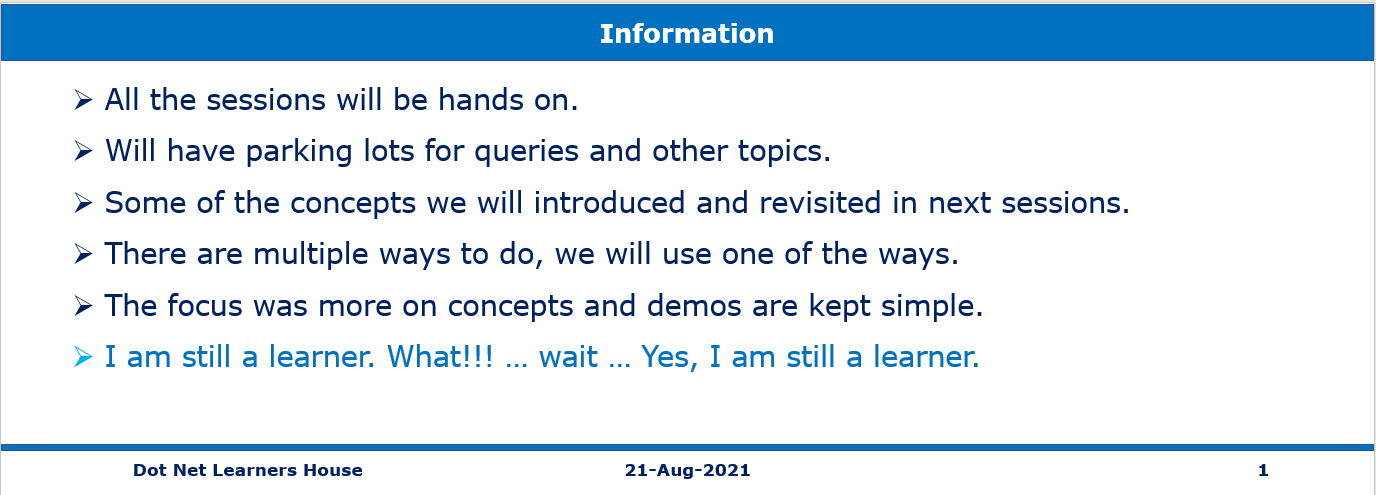 Information
All the sessions will be hands on.
Will have parking lots for queries and other topics.
Some of the concepts we will introduced and revisited in next sessions.
There are multiple ways to do, we will use one of the ways.
The focus was more on concepts and demos are kept simple.
I am still a learner. What!!! … wait … Yes, I am still a learner.
Dot Net Learners House 21-Aug-2021 1